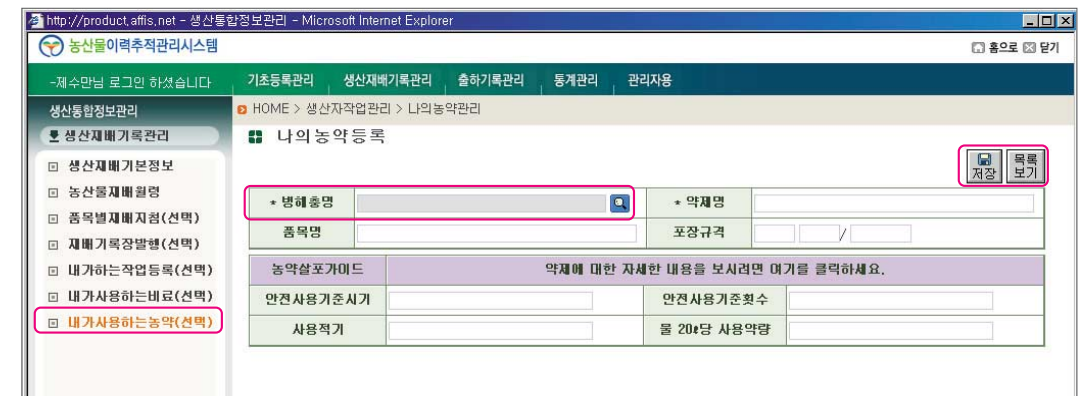 http://product.affis.net - 생산통합정보관리 - Microsoft Internet Explorer
농산물이력추적관리시스템
홈으로 닫기
-제수만님 로그인 하셨습니다
기초등록관리 생산재배기록관리 출하기록관리 통계관리 관리자용
생산통합정보관리
HOME > 생산자작업관리 > 나의농약관리
생산재배기록관리
나의농약등록
저장
목록
보기
생산재배기본정보
농산물재배월령
품목별재배지침(선택)
재배기록장발행(선택)
내가하는작업등록(선택)
내가사용하는비료(선택)
내가사용하는농약(선택)
* 병해충명
* 약제명
품목명
포장규격 /
농약살포가이드 약제에 대한 자세한 내용을 보시려면 여기를 클릭하세요.
안전사용기준시기
안전사용기준횟수
사용적기
물 20ℓ당 사용약량